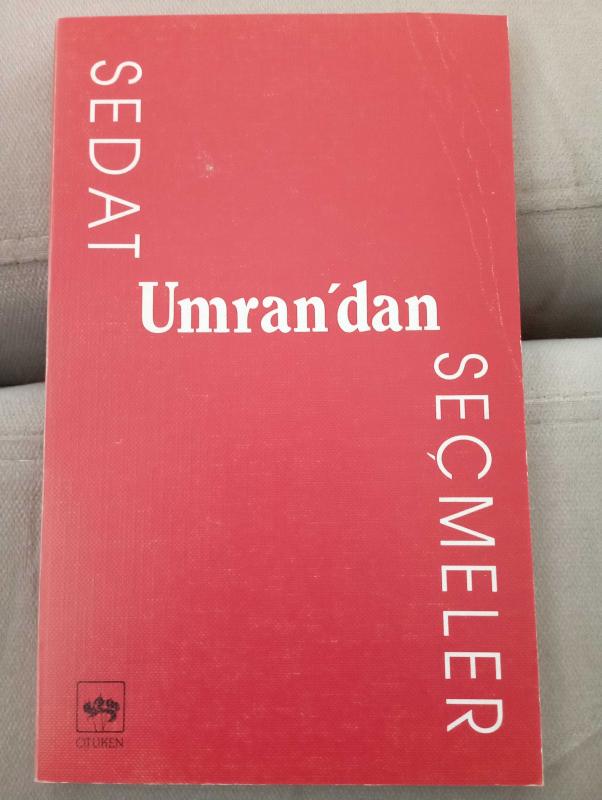 SEDAT
Umran'dan
SEÇMELER
ÖTÜKEN